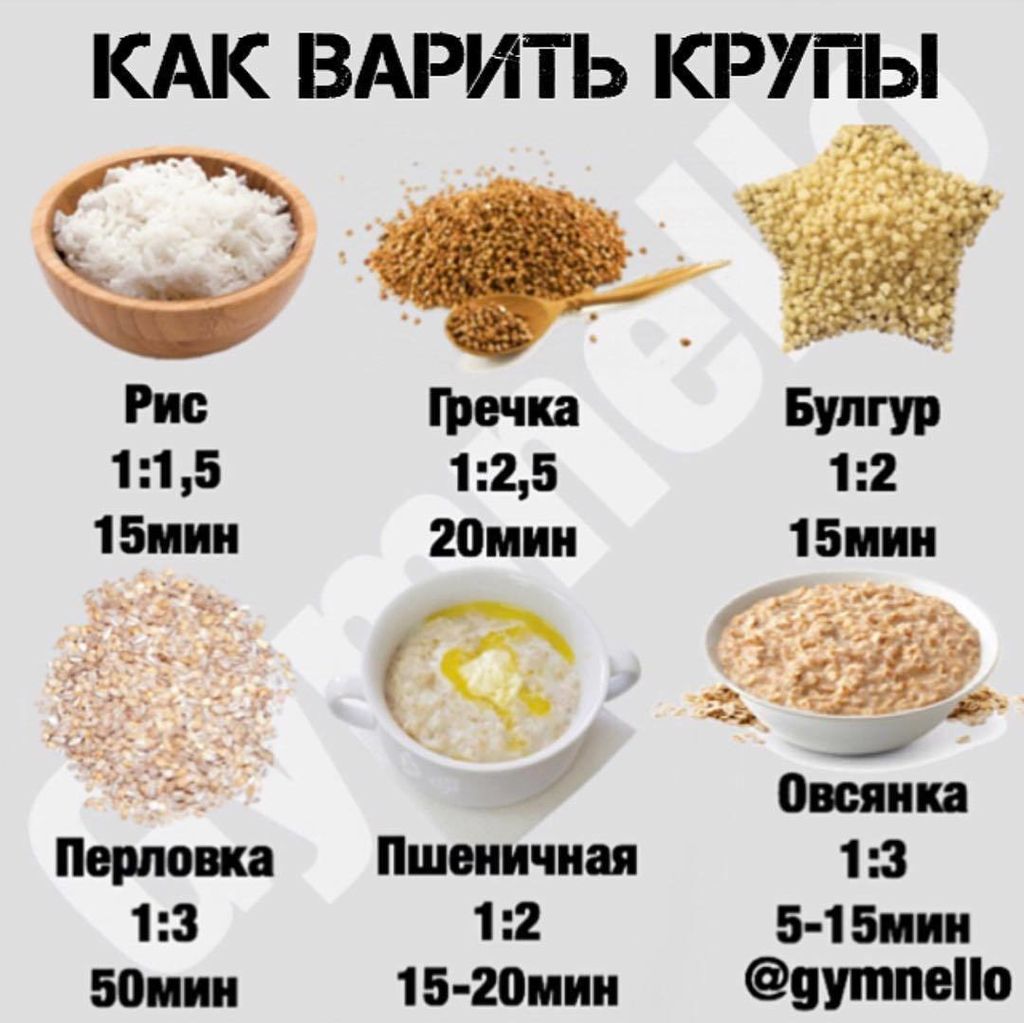 КАК ВАРИТЬ КРУПЫ
Рис
1:1,5
15мин
Гречка
1:2,5
20мин
Булгур
1:2
15мин
Перловка
1:3
50мин
Пшеничная
1:2
15-20мин
Овсянка
1:3
5-15мин
@gymnello
gymnello